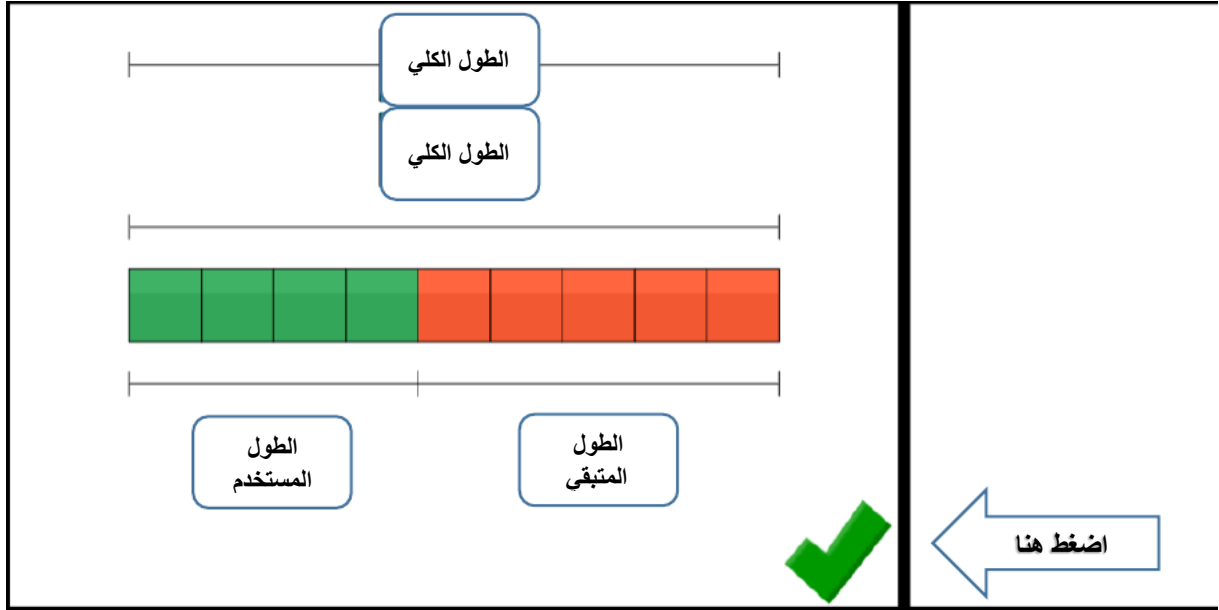 الطول الكلي
الطول الكلي
الطول
المتبقي
الطول
المستخدم
اضغط هنا